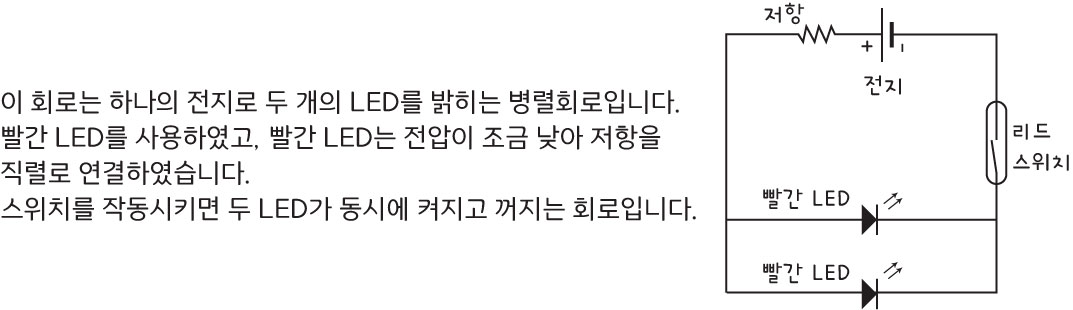 이 회로는 하나의 전지로 두 개의 LED를 밝히는 병렬회로입니다.
빨간 LED를 사용하였고, 빨간 LED는 전압이 조금 낮아 저항을
직렬로 연결하였습니다.
스위치를 작동시키면 두 LED가 동시에 켜지고 꺼지는 회로입니다.
저항
+ ı
전지
리드
스위치
빨간 LED
빨간 LED